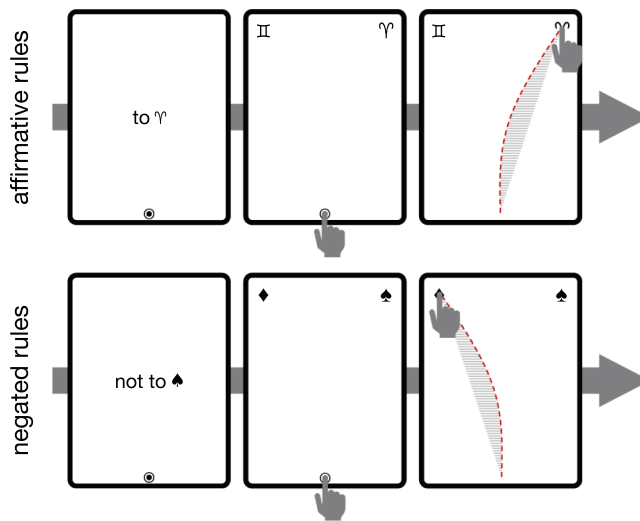 affirmative rules
to ♈
♊ ♈
♊ ♈
negated rules
not to ♠
♦ ♠
♦ ♠